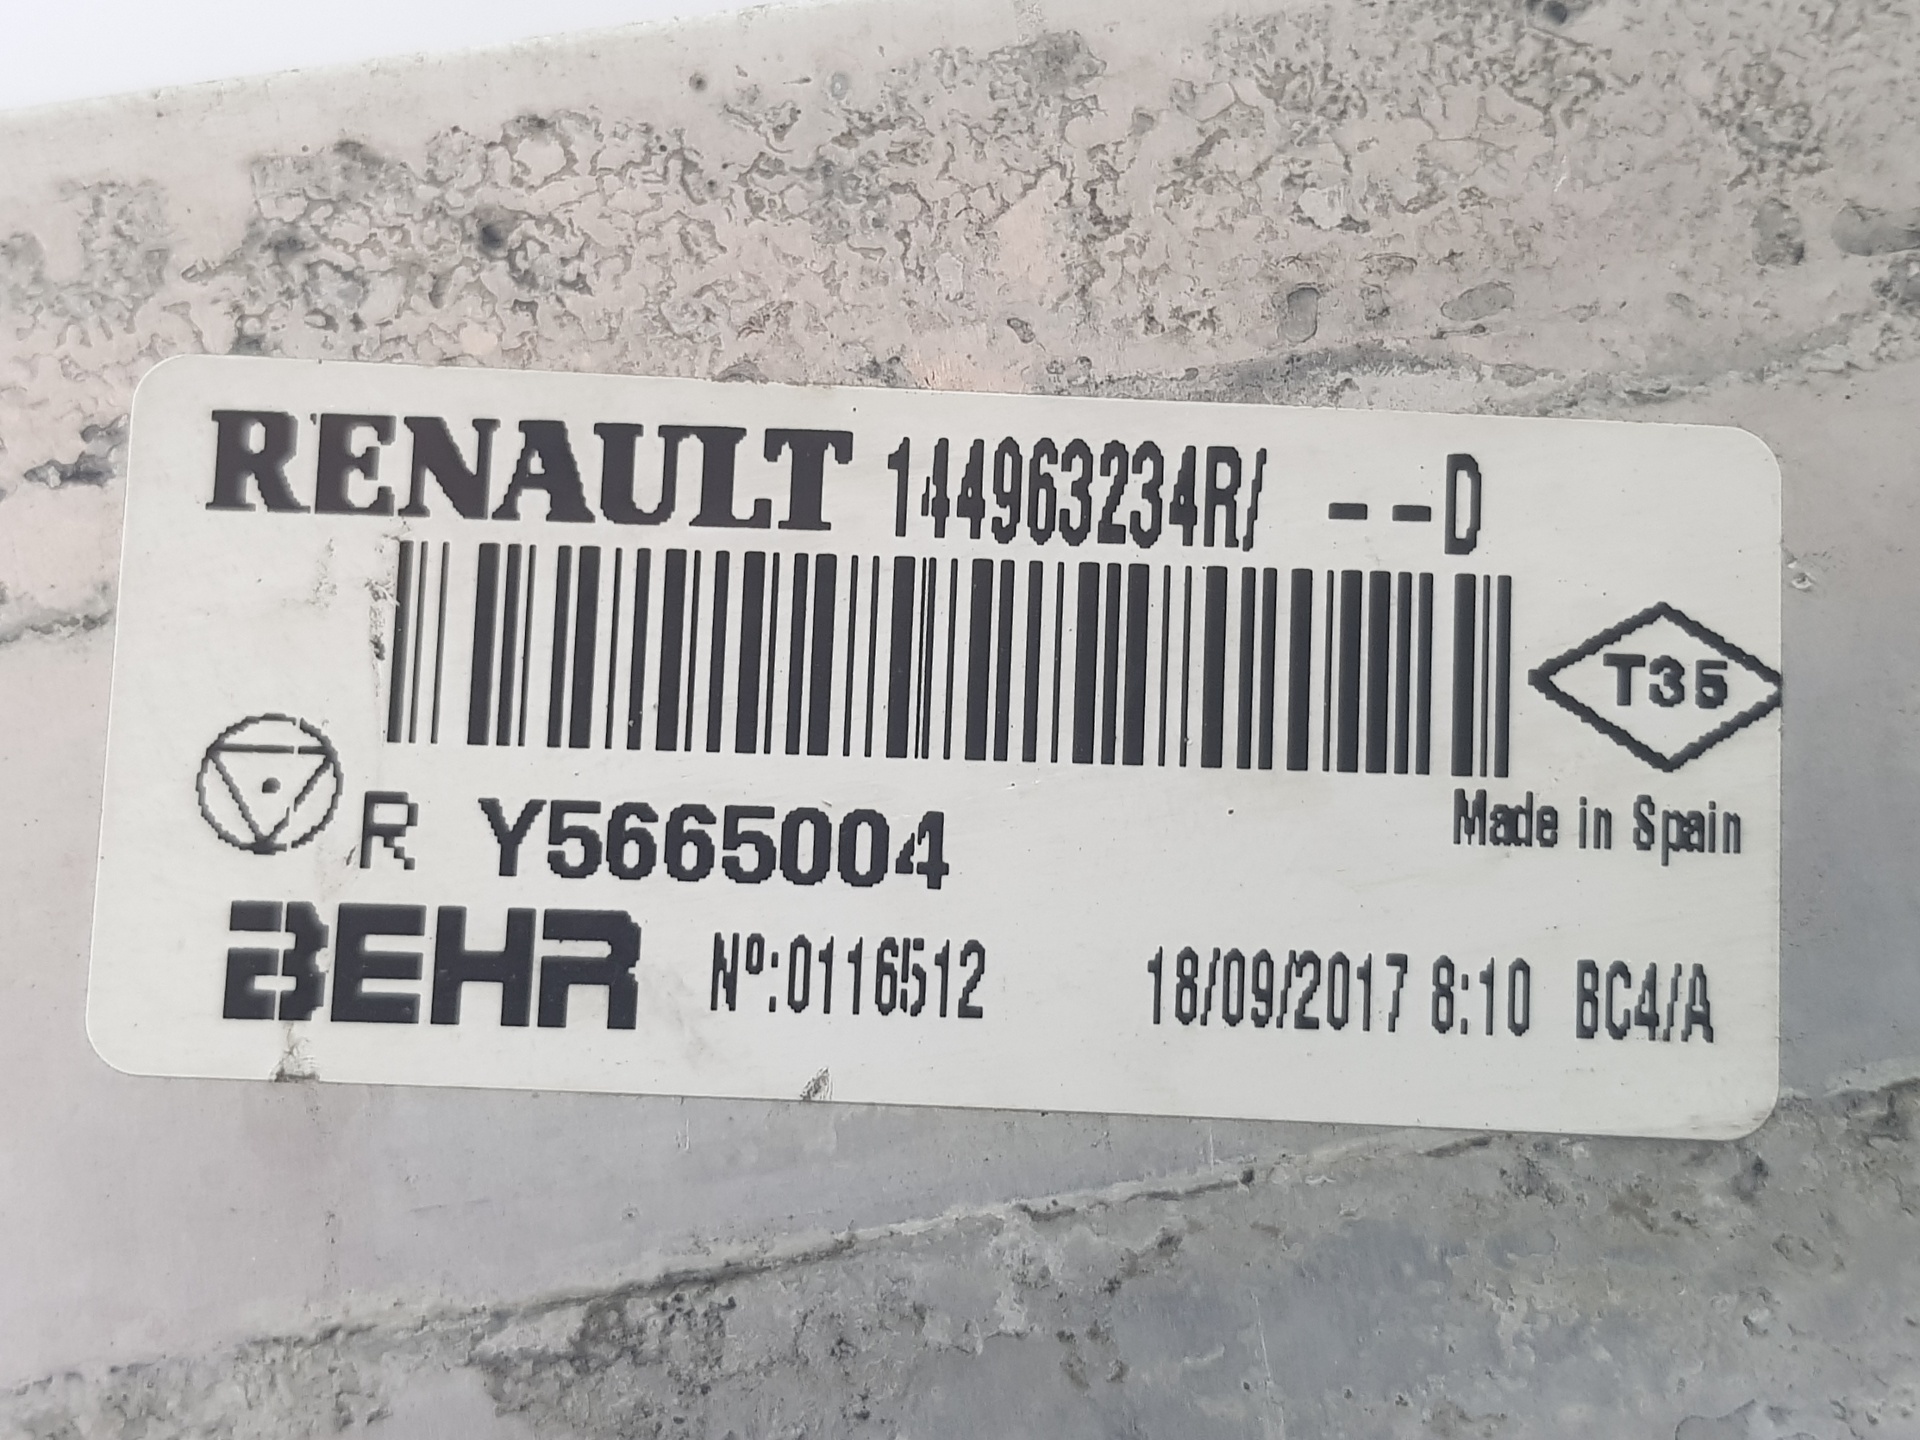 RENAULT 144963234R/ --D
T35
Made in Spain
R Y5665004
BEHR Nº:0116512 18/09/2017 8:10 BC4/A